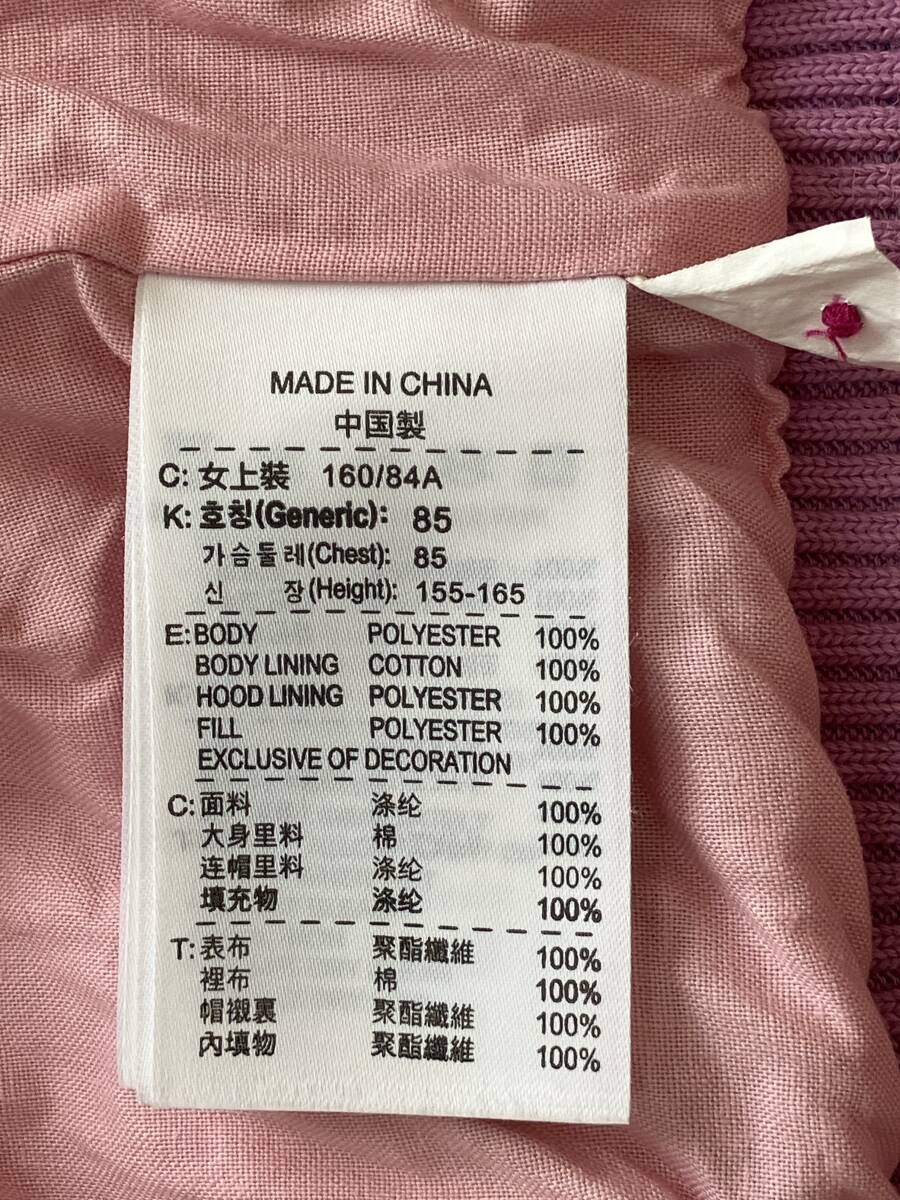 MADE IN CHINA
中国製
C: 女上裝 160/84A
K: 호칭(Generic): 85
가슴둘레(Chest): 85
신 장(Height): 155-165
E: BODY POLYESTER 100%
BODY LINING COTTON 100%
HOOD LINING POLYESTER 100%
FILL POLYESTER 100%
EXCLUSIVE OF DECORATION
C: 面料 涤纶 100%
大身里料 棉 100%
连帽里料 涤纶 100%
填充物 涤纶 100%
T: 表布 聚酯纖維 100%
裡布 棉 100%
帽襯裏 聚酯纖維 100%
內填物 聚酯纖維 100%